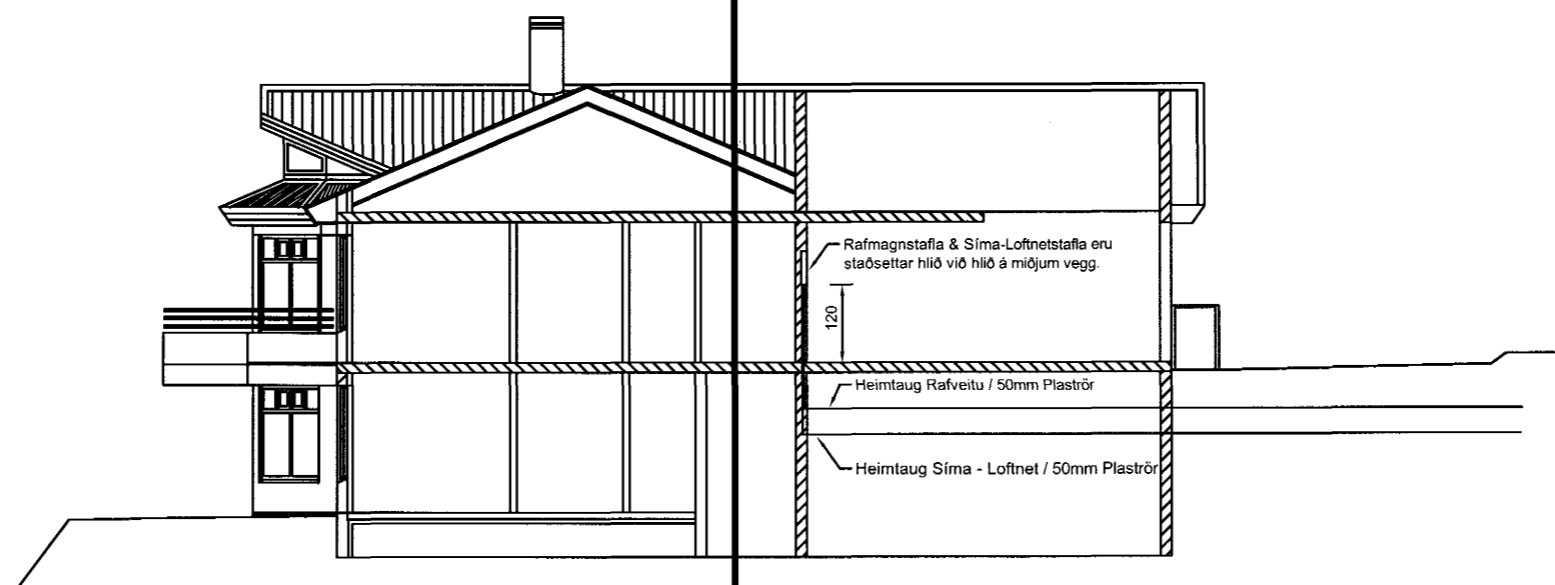 Rafmagnstafla & Síma-Loftnetstafla eru
staðsettar hlið við hlið á miðjum vegg.
120
Heimtaug Rafveitu / 50mm Plaströr
Heimtaug Síma - Loftnet / 50mm Plaströr